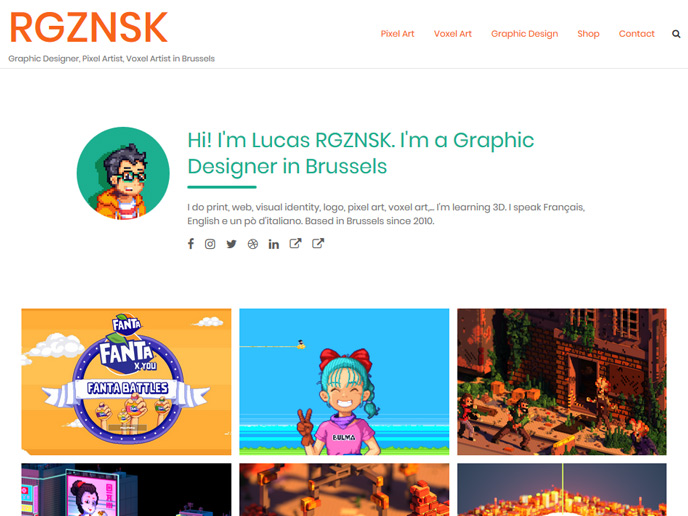 RGZNSK
Graphic Designer, Pixel Artist, Voxel Artist in Brussels
Pixel Art
Voxel Art
Graphic Design
Shop
Contact
Hi! I'm Lucas RGZNSK. I'm a Graphic
Designer in Brussels
I do print, web, visual identity, logo, pixel art, voxel art,... I'm learning 3D. I speak Français,
English e un pò d'italiano. Based in Brussels since 2010.
FANTA
FANTA
X YOU
FANTA BATTLES
BULMA